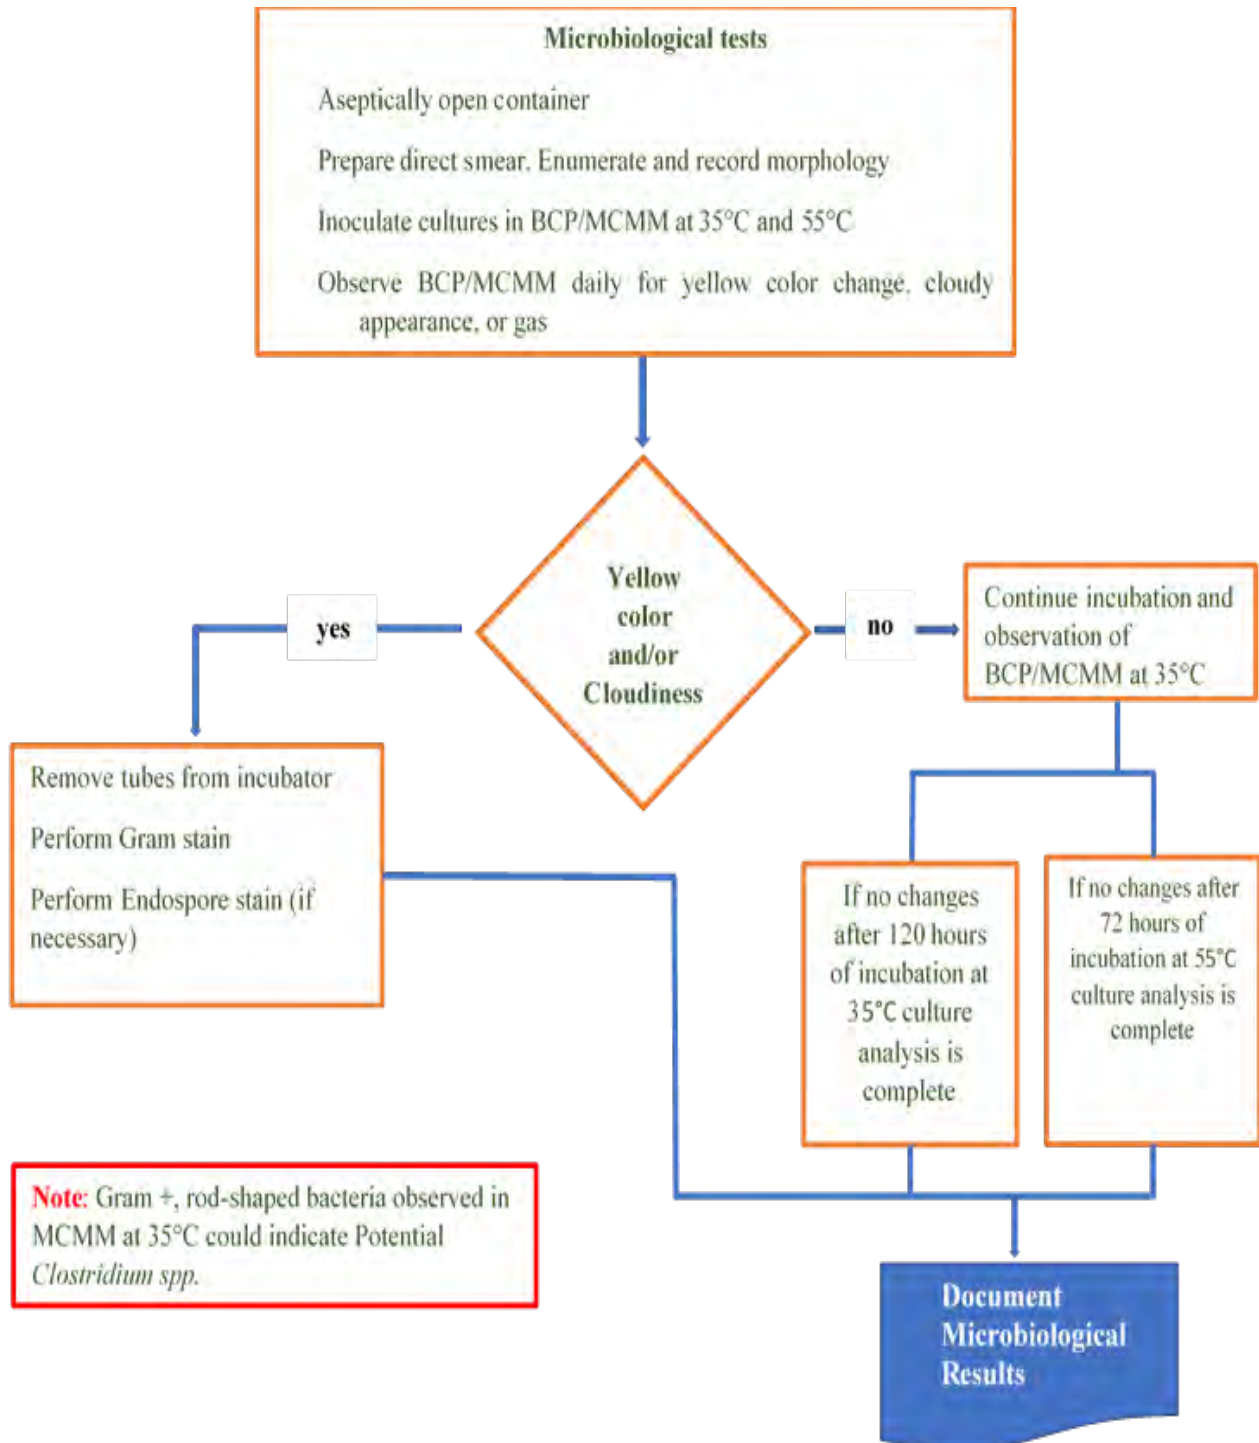 Microbiological tests
Aseptically open container
Prepare direct smear. Enumerate and record morphology
Inoculate cultures in BCP/MCMM at 35°C and 55°C
Observe BCP/MCMM daily for yellow color change, cloudy
appearance, or gas
Yellow
color
and/or
Cloudiness
yes
no
Continue incubation and
observation of
BCP/MCMM at 35°C
Remove tubes from incubator
Perform Gram stain
Perform Endospore stain (if
necessary)
If no changes
after 120 hours
of incubation at
35°C culture
analysis is
complete
If no changes after
72 hours of
incubation at 55°C
culture analysis is
complete
Note: Gram +, rod-shaped bacteria observed in
MCMM at 35°C could indicate Potential
Clostridium spp.
Document
Microbiological
Results